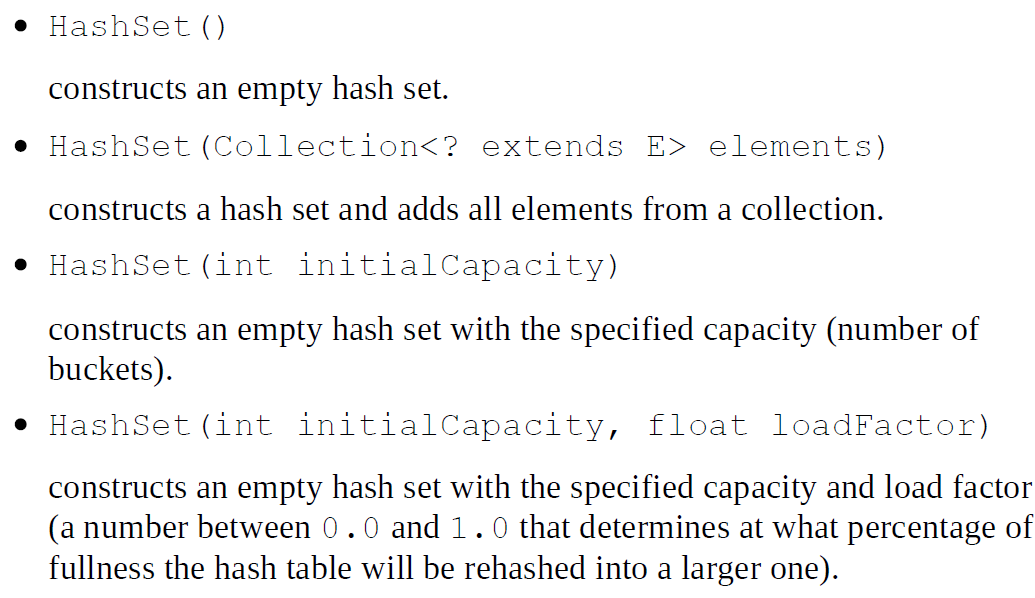 • HashSet()
constructs an empty hash set.
• HashSet(Collection<? extends E> elements)
constructs a hash set and adds all elements from a collection.
• HashSet(int initialCapacity)
constructs an empty hash set with the specified capacity (number of
buckets).
• HashSet(int initialCapacity, float loadFactor)
constructs an empty hash set with the specified capacity and load factor
(a number between 0.0 and 1.0 that determines at what percentage of
fullness the hash table will be rehashed into a larger one).